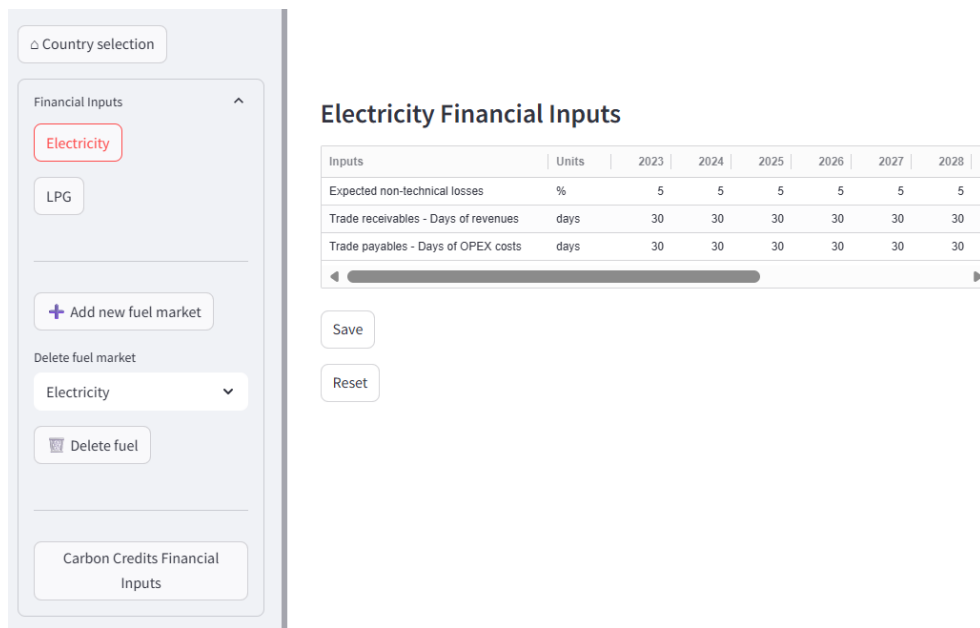 ⌂ Country selection
Financial Inputs
Electricity
LPG
➕ Add new fuel market
Delete fuel market
Electricity
🗑️ Delete fuel
Carbon Credits Financial
Inputs
Electricity Financial Inputs
Inputs Units 2023 2024 2025 2026 2027 2028
Expected non-technical losses % 5 5 5 5 5 5
Trade receivables - Days of revenues days 30 30 30 30 30 30
Trade payables - Days of OPEX costs days 30 30 30 30 30 30
Save
Reset